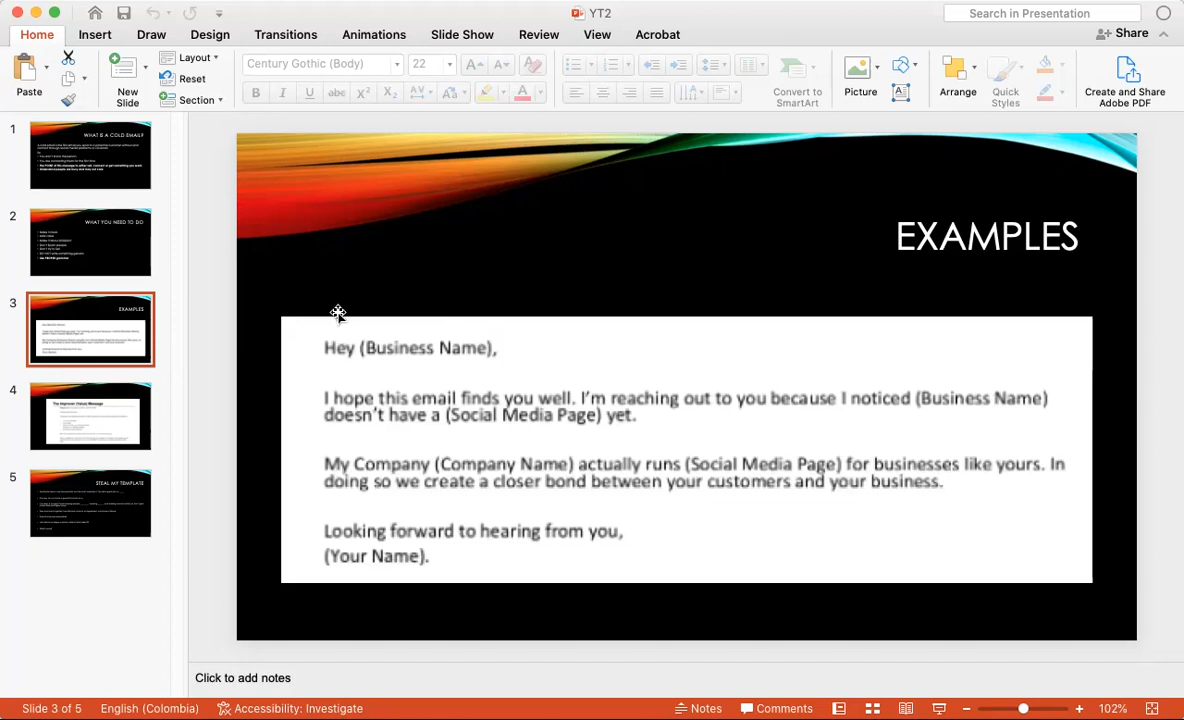 YT2
Search in Presentation
Home Insert Draw Design Transitions Animations Slide Show Review View Acrobat Share
Paste
New Slide
Layout
Reset
Section
Century Gothic (Body) 22
Convert to SmartArt
Picture
Arrange
Quick Styles
Create and Share Adobe PDF
1
WHAT IS A COLD EMAIL?
2
WHAT YOU NEED TO DO
3
EXAMPLES
4
The Improved (Value) Message
5
STEAL MY TEMPLATE
EXAMPLES
Hey (Business Name),
I hope this email finds you well. I'm reaching out to you because I noticed (Business Name)
doesn't have a (Social Media Page) yet.
My Company (Company Name) actually runs (Social Media Page) for businesses like yours. In
doing so we create a closer bond between your customers and your business.
Looking forward to hearing from you,
(Your Name).
Click to add notes
Slide 3 of 5 English (Colombia) Accessibility: Investigate Notes Comments 102%